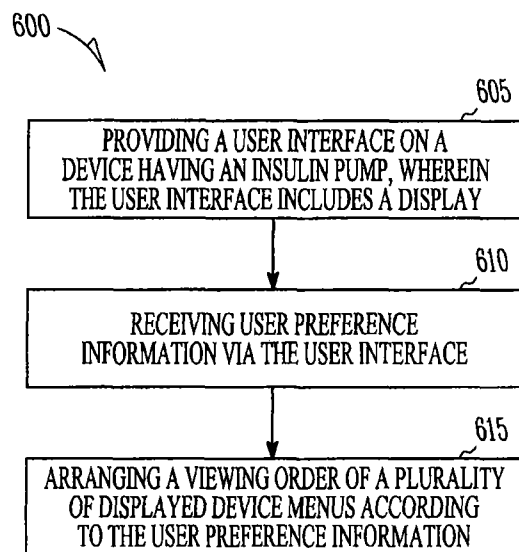 600
605
PROVIDING A USER INTERFACE ON A
DEVICE HAVING AN INSULIN PUMP, WHEREIN
THE USER INTERFACE INCLUDES A DISPLAY
610
RECEIVING USER PREFERENCE
INFORMATION VIA THE USER INTERFACE
615
ARRANGING A VIEWING ORDER OF A PLURALITY
OF DISPLAYED DEVICE MENUS ACCORDING
TO THE USER PREFERENCE INFORMATION